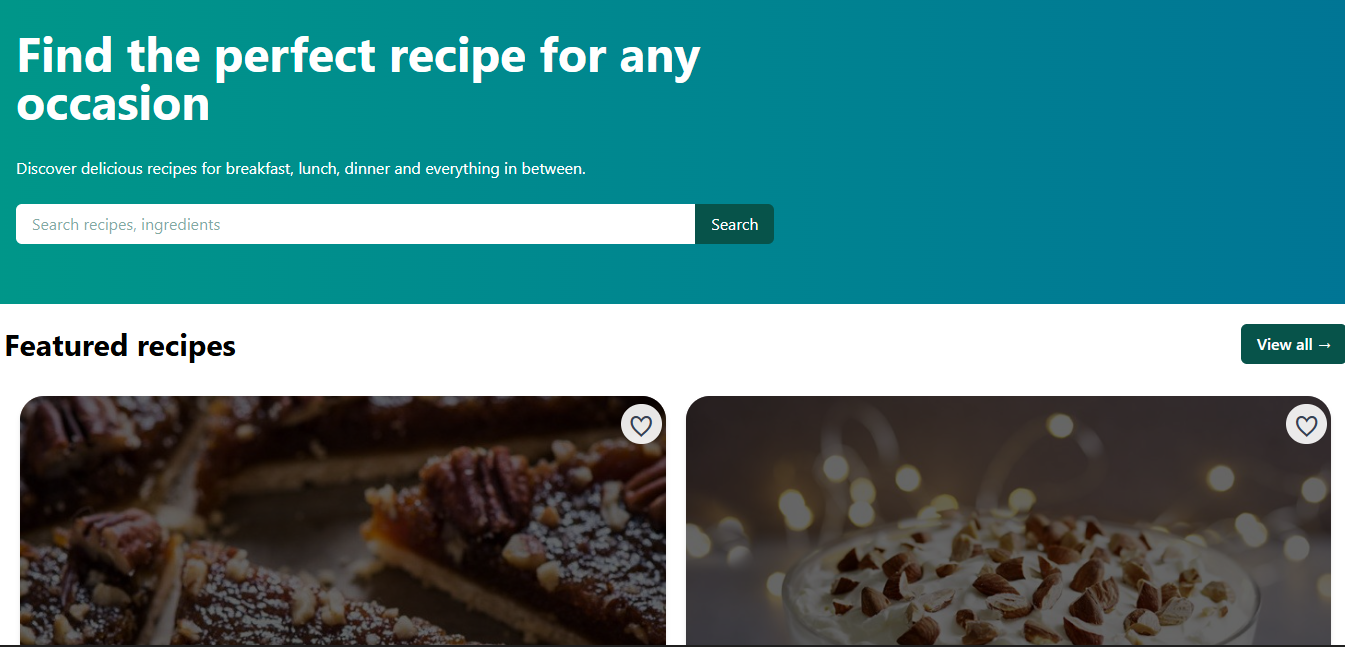 Find the perfect recipe for any
occasion
Discover delicious recipes for breakfast, lunch, dinner and everything in between.
Search recipes, ingredients
Search
Featured recipes
View all →